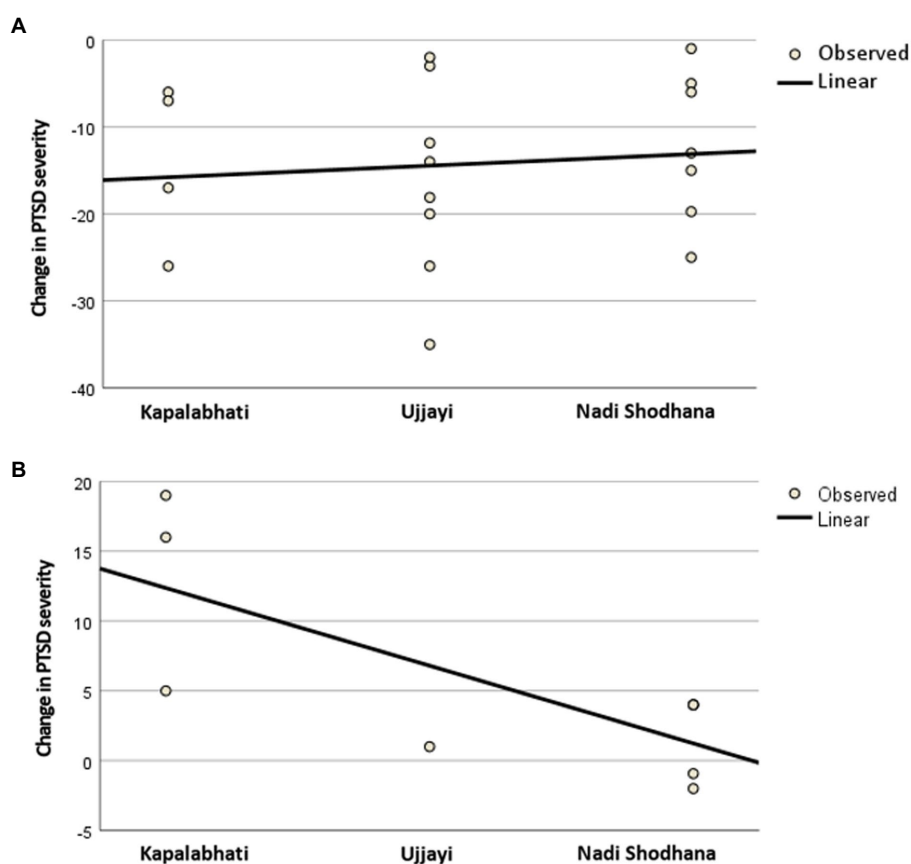 A
0
-10
-20
-30
-40
Change in PTSD severity
Kapalabhati Ujjayi Nadi Shodhana
Observed
Linear
B
20
15
10
5
0
-5
Change in PTSD severity
Kapalabhati Ujjayi Nadi Shodhana
Observed
Linear